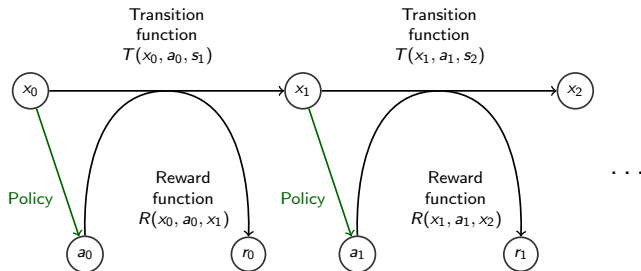 Transition
function
T(x₀, a₀, s₁)
Transition
function
T(x₁, a₁, s₂)
x₀
x₁
x₂
Policy
Reward
function
R(x₀, a₀, x₁)
Policy
Reward
function
R(x₁, a₁, x₂)
. . .
a₀
r₀
a₁
r₁